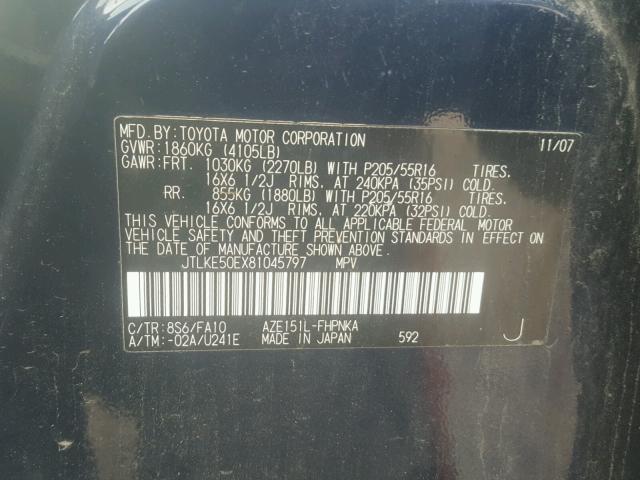 MFD. BY: TOYOTA MOTOR CORPORATION 11/07
GVWR: 1860KG (4105LB)
GAWR: FRT. 1030KG (2270LB) WITH P205/55R16 TIRES.
16X6 1/2J RIMS. AT 240KPA (35PSI) COLD.
RR. 855KG (1880LB) WITH P205/55R16 TIRES.
16X6 1/2J RIMS. AT 220KPA (32PSI) COLD.
THIS VEHICLE CONFORMS TO ALL APPLICABLE FEDERAL MOTOR
VEHICLE SAFETY AND THEFT PREVENTION STANDARDS IN EFFECT ON
THE DATE OF MANUFACTURE SHOWN ABOVE.
JTLKE50EX81045797 MPV
C/TR: 8S6/FA10 AZE151L-FHPNKA
A/TM: -02A/U241E MADE IN JAPAN 592 J